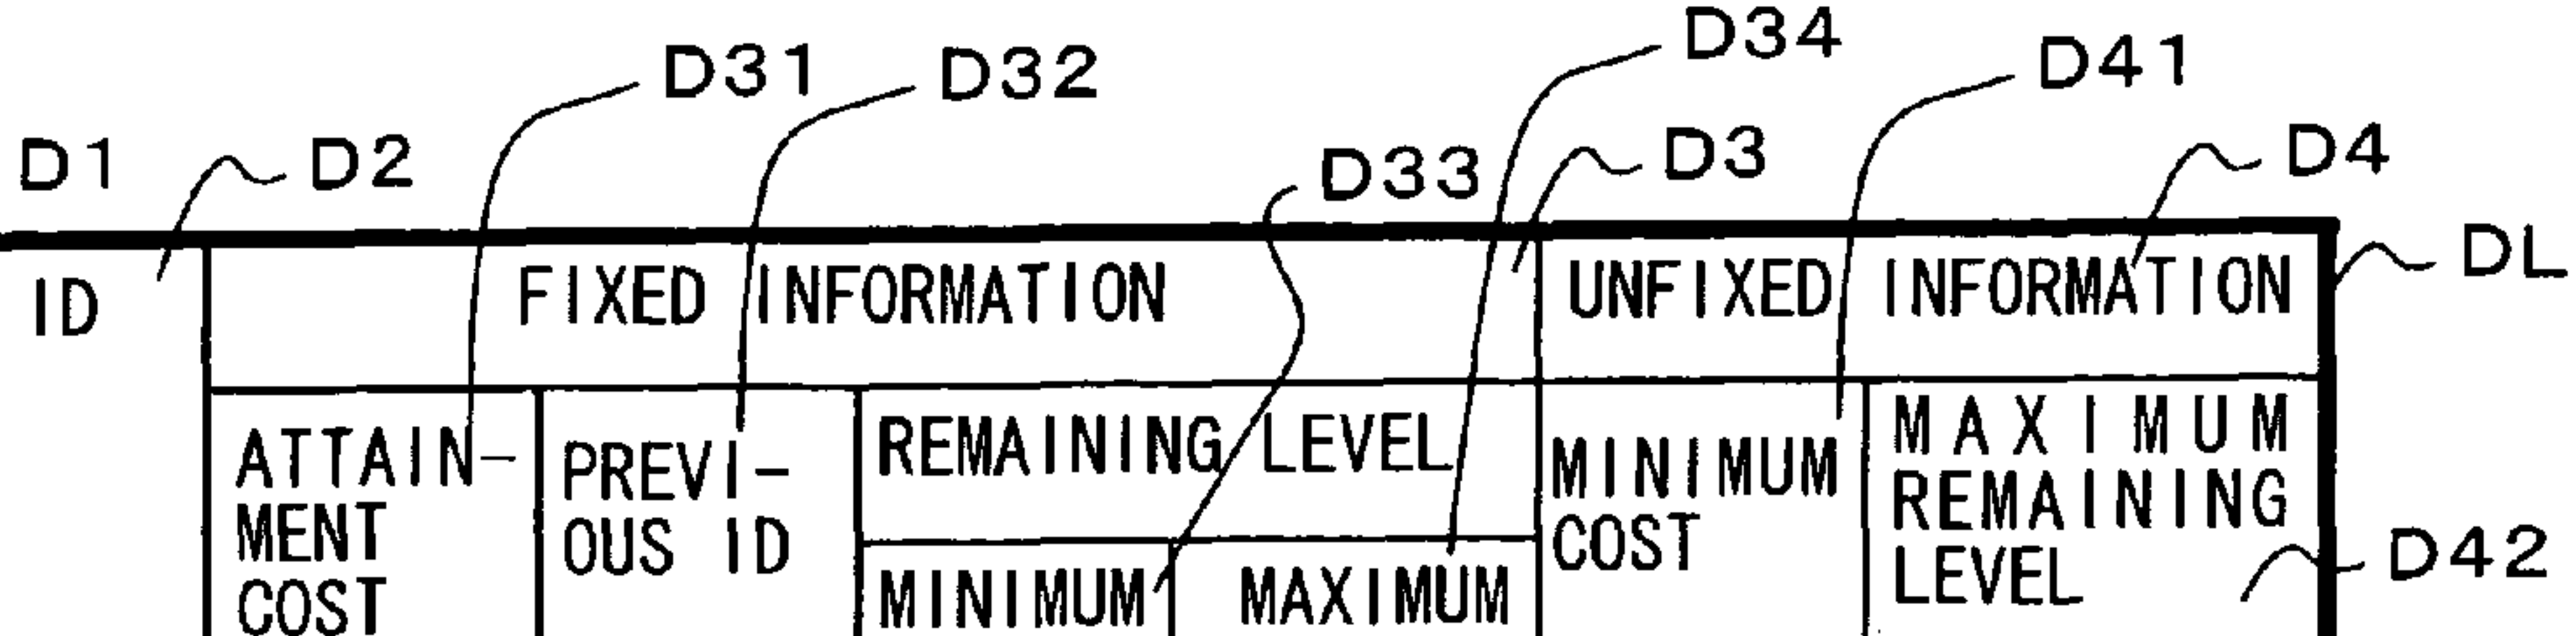 D34
D31 D32 D41
D1 D2 D33 D3 D4
DL
ID FIXED INFORMATION UNFIXED INFORMATION
ATTAIN-
MENT
COST
PREVI-
OUS ID
REMAINING LEVEL
MINIMUM MAXIMUM
MINIMUM
COST
MAXIMUM
REMAINING
LEVEL
D42